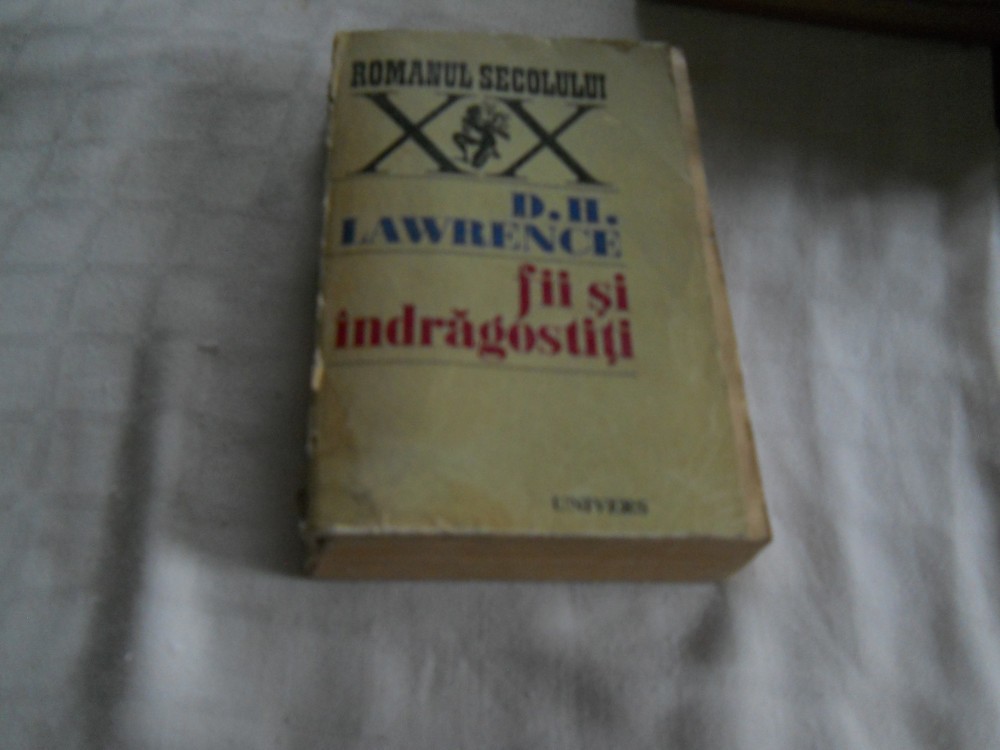 ROMANUL SECOLULUI
XX
D.H.
LAWRENCE
fii și
îndrăgostiți
UNIVERS